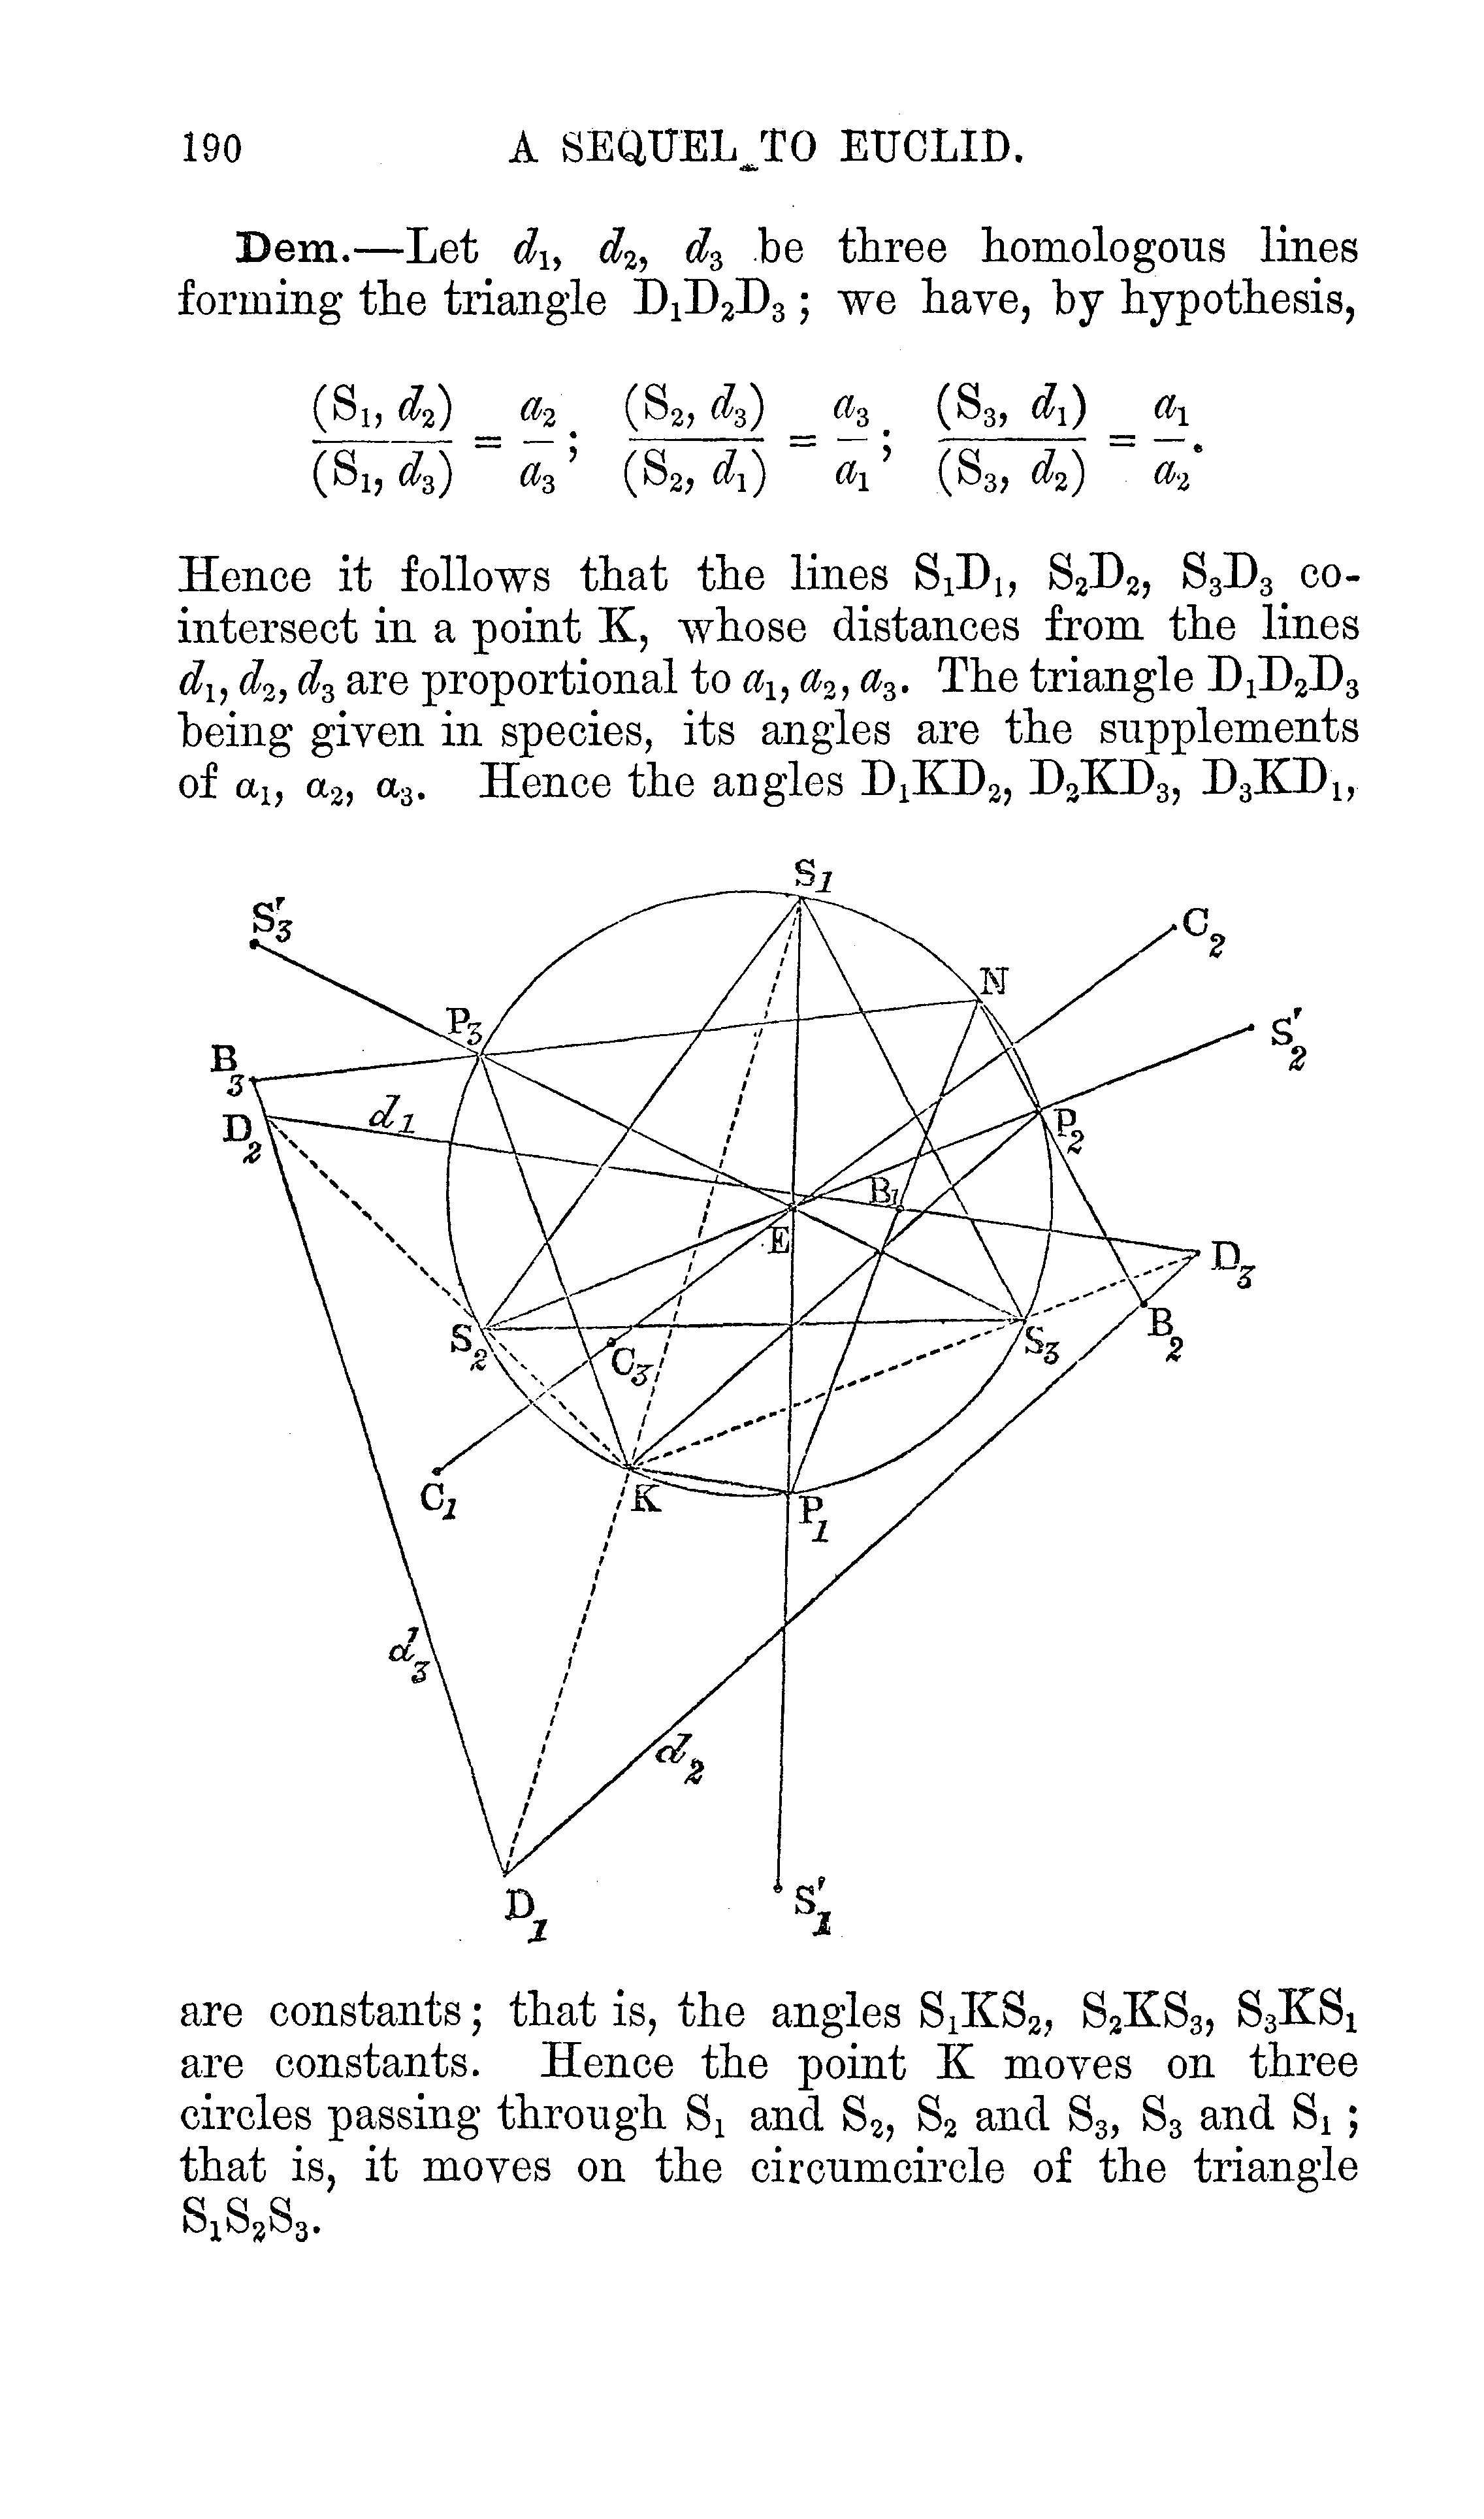 190 A SEQUEL TO EUCLID.
Dem.—Let d₁, d₂, d₃ be three homologous lines
forming the triangle D₁D₂D₃; we have, by hypothesis,
(S₁, d₂) / (S₁, d₃) = a₂ / a₃; (S₂, d₃) / (S₂, d₁) = a₃ / a₁; (S₃, d₁) / (S₃, d₂) = a₁ / a₂.
Hence it follows that the lines S₁D₁, S₂D₂, S₃D₃ co-
intersect in a point K, whose distances from the lines
d₁, d₂, d₃ are proportional to a₁, a₂, a₃. The triangle D₁D₂D₃
being given in species, its angles are the supplements
of α₁, α₂, α₃. Hence the angles D₁KD₂, D₂KD₃, D₃KD₁,
S₁
S′₃
C₂
N
P₃
S′₂
B₃
d₁
D₂
P₂
B₁
E
D₃
B₂
S₂
S₃
C₃
C₁
K
P₁
d₃
d₂
D₁
S′₁
are constants; that is, the angles S₁KS₂, S₂KS₃, S₃KS₁
are constants. Hence the point K moves on three
circles passing through S₁ and S₂, S₂ and S₃, S₃ and S₁;
that is, it moves on the circumcircle of the triangle
S₁S₂S₃.